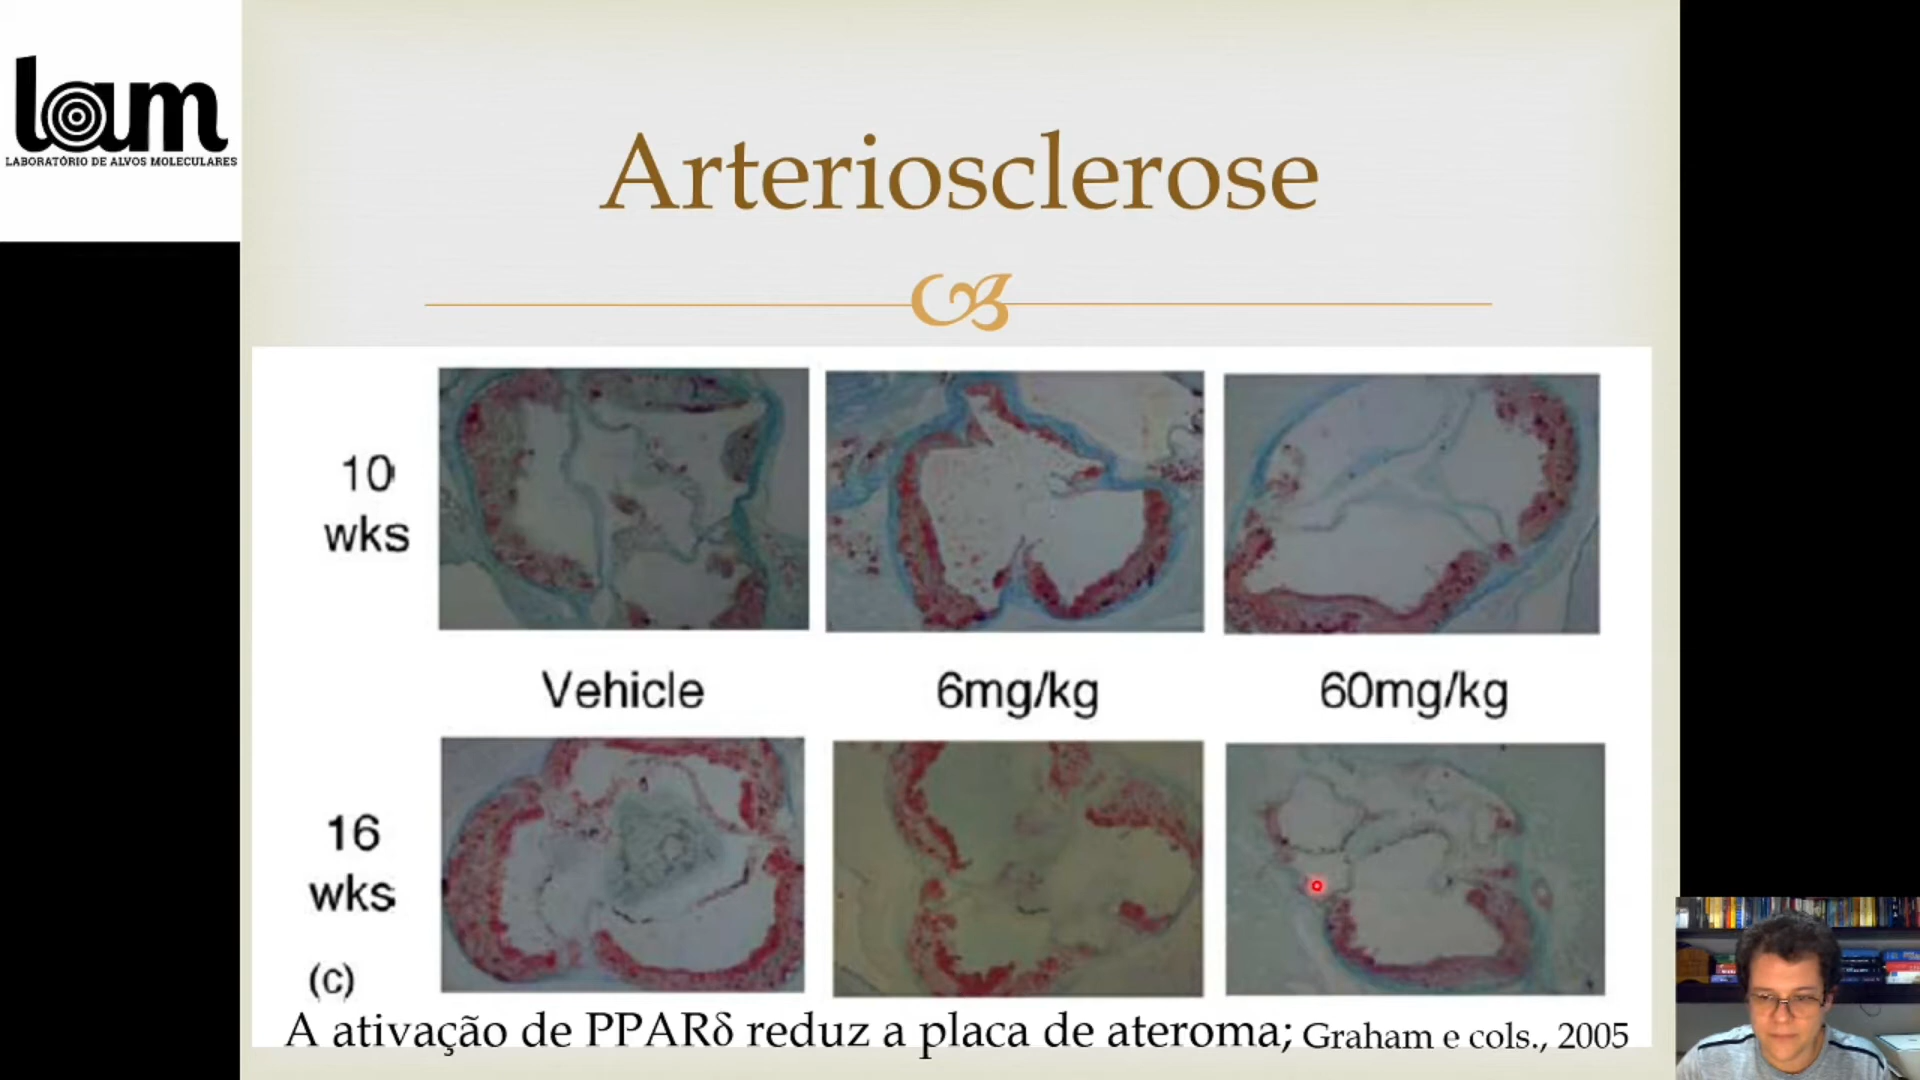 lam
LABORATÓRIO DE ALVOS MOLECULARES
Arteriosclerose
10
wks
Vehicle 6mg/kg 60mg/kg
16
wks
(c)
A ativação de PPARδ reduz a placa de ateroma; Graham e cols., 2005